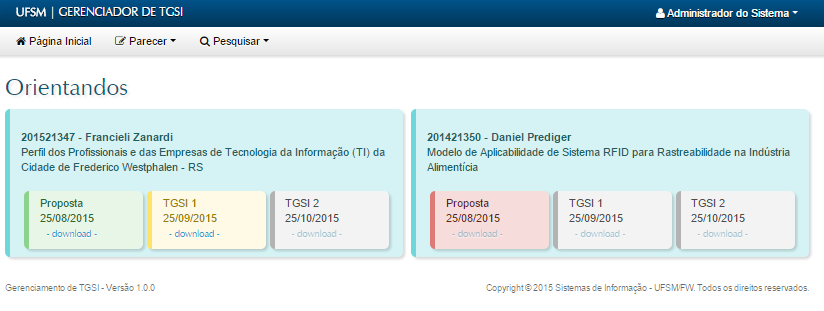 UFSM | GERENCIADOR DE TGSI
Administrador do Sistema
Página Inicial
Parecer
Pesquisar
Orientandos
201521347 - Francieli Zanardi
Perfil dos Profissionais e das Empresas de Tecnologia da Informação (TI) da
Cidade de Frederico Westphalen - RS
Proposta
25/08/2015
- download -
TGSI 1
25/09/2015
- download -
TGSI 2
25/10/2015
- download -
201421350 - Daniel Prediger
Modelo de Aplicabilidade de Sistema RFID para Rastreabilidade na Indústria
Alimentícia
Proposta
25/08/2015
- download -
TGSI 1
25/09/2015
- download -
TGSI 2
25/10/2015
- download -
Gerenciamento de TGSI - Versão 1.0.0
Copyright © 2015 Sistemas de Informação - UFSM/FW. Todos os direitos reservados.